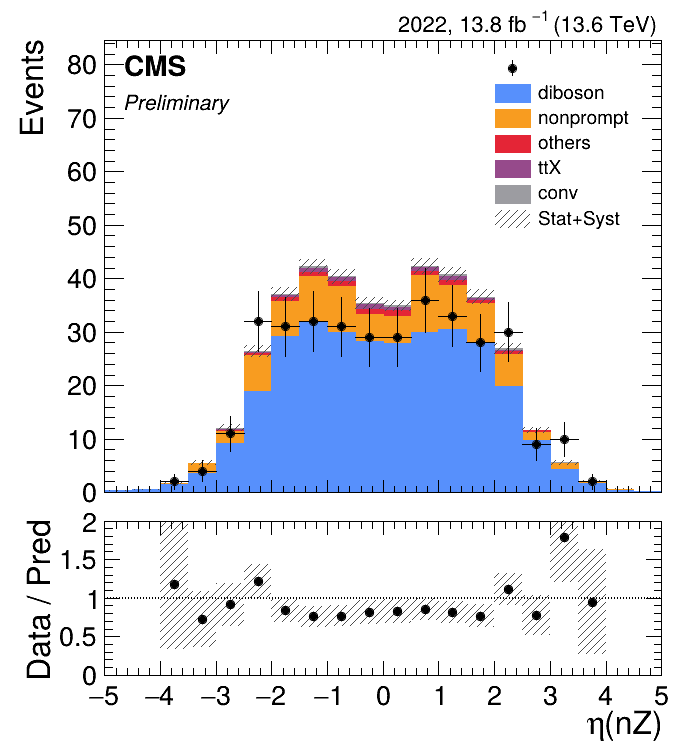 2022, 13.8 fb⁻¹ (13.6 TeV)
Events
CMS
Preliminary
diboson
nonprompt
others
ttX
conv
Stat+Syst
80
70
60
50
40
30
20
10
0
Data / Pred
2
1.5
1
0.5
0
−5 −4 −3 −2 −1 0 1 2 3 4 5
η(nZ)